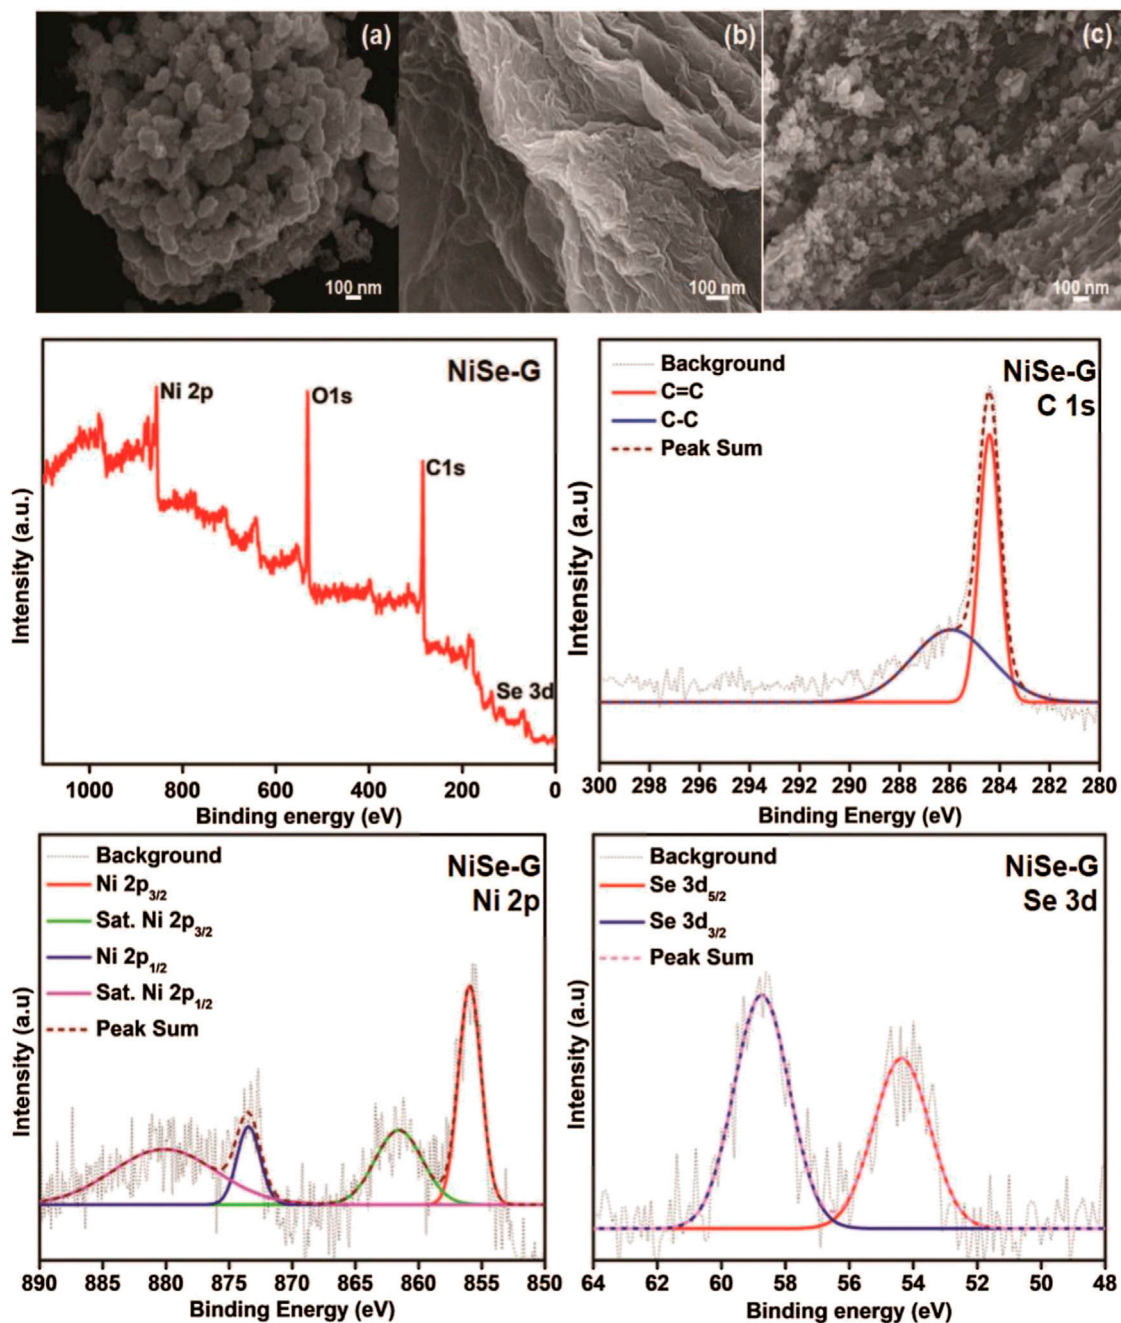 (a)
(b)
(c)
100 nm
100 nm
100 nm
NiSe-G
Ni 2p
O1s
C1s
Se 3d
Intensity (a.u.)
1000 800 600 400 200 0
Binding energy (eV)
Background
C=C
C-C
Peak Sum
NiSe-G
C 1s
Intensity (a.u)
300 298 296 294 292 290 288 286 284 282 280
Binding Energy (eV)
Background
Ni 2p3/2
Sat. Ni 2p3/2
Ni 2p1/2
Sat. Ni 2p1/2
Peak Sum
NiSe-G
Ni 2p
Intensity (a.u)
890 885 880 875 870 865 860 855 850
Binding Energy (eV)
Background
Se 3d5/2
Se 3d3/2
Peak Sum
NiSe-G
Se 3d
Intensity (a.u)
64 62 60 58 56 54 52 50 48
Binding energy (eV)